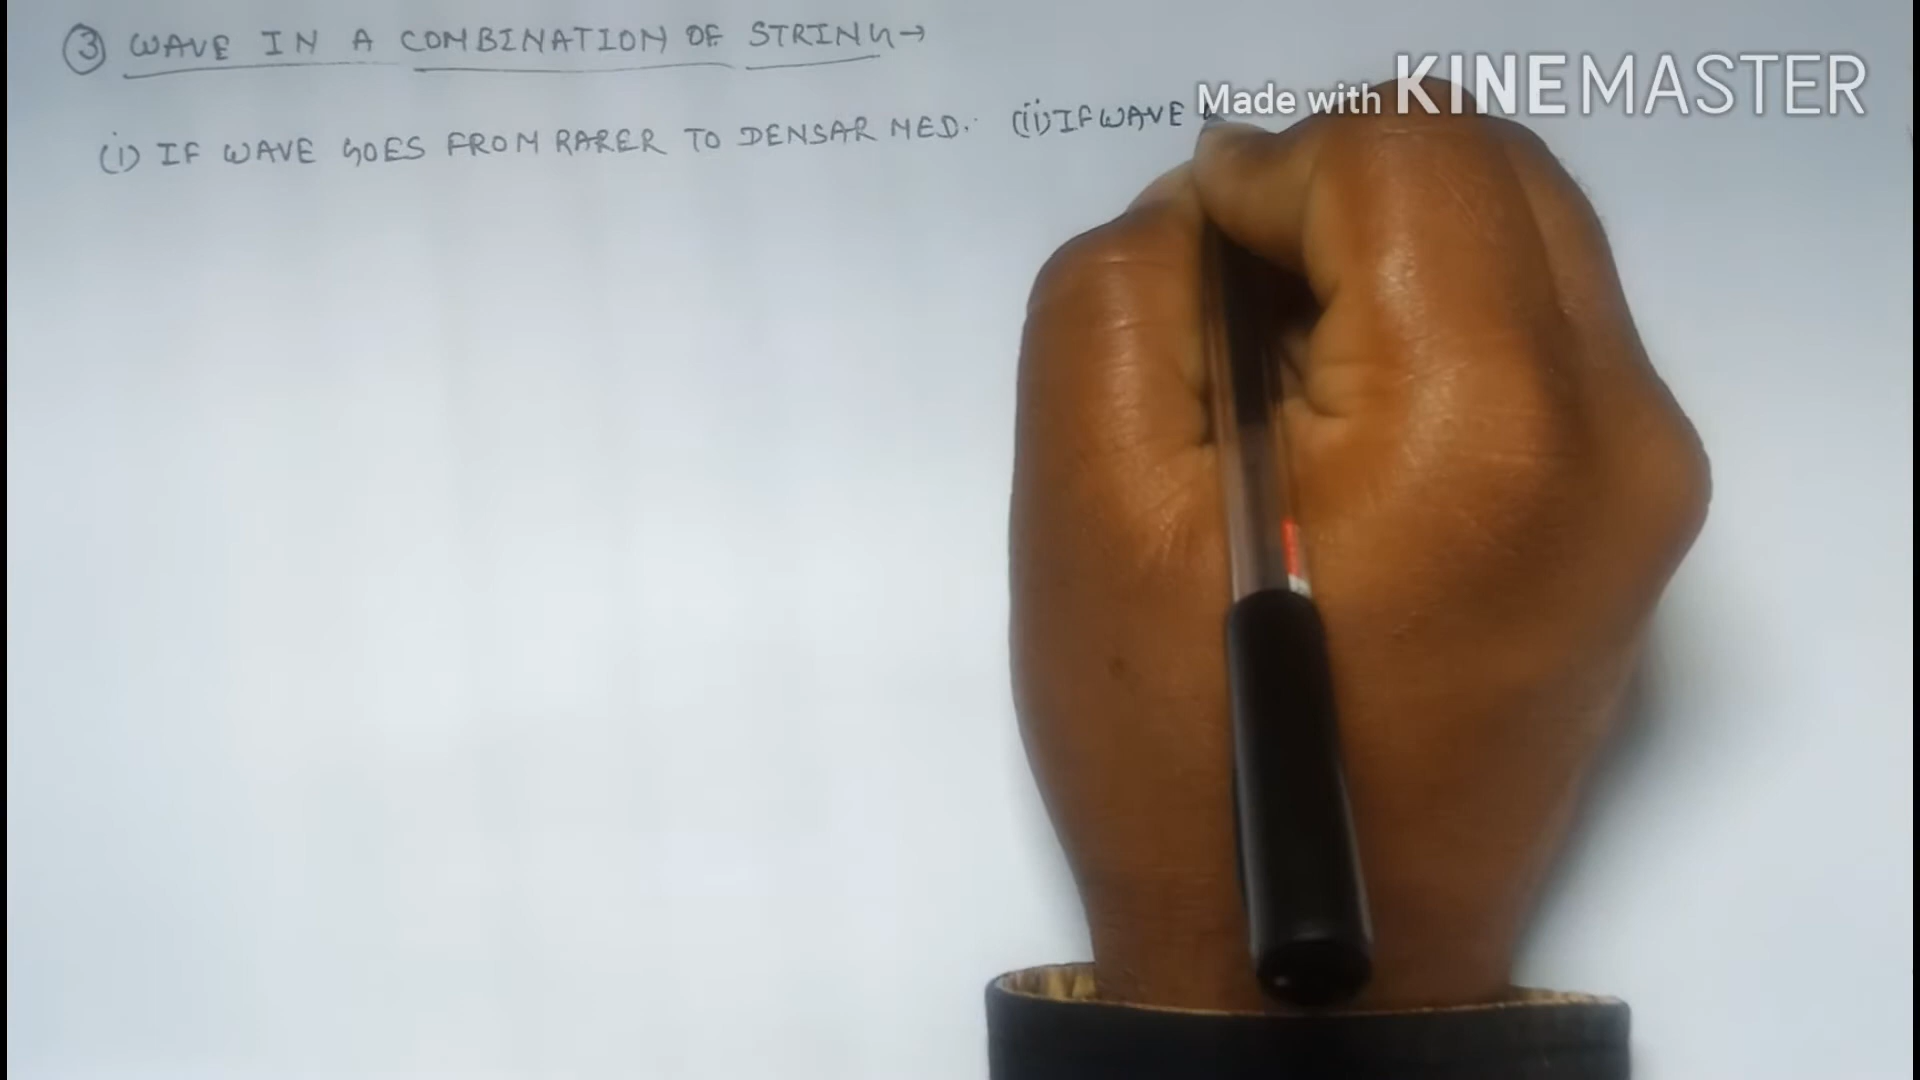 ③ WAVE IN A COMBINATION OF STRING→
Made with KINEMASTER
(i) IF WAVE GOES FROM RARER TO DENSAR MED. (ii) IF WAVE